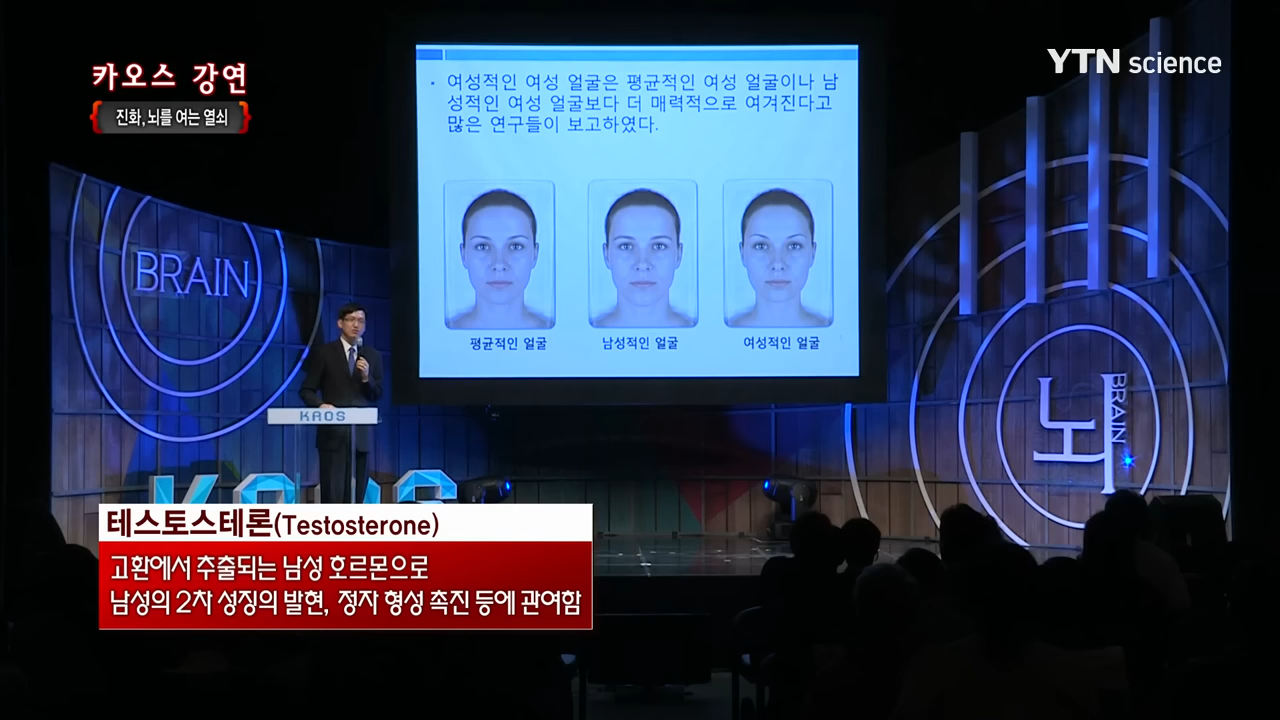 카오스 강연
진화, 뇌를 여는 열쇠
YTN science
· 여성적인 여성 얼굴은 평균적인 여성 얼굴이나 남
성적인 여성 얼굴보다 더 매력적으로 여겨진다고
많은 연구들이 보고하였다.
평균적인 얼굴
남성적인 얼굴
여성적인 얼굴
BRAIN
뇌
BRAIN
KAOS
KAOS
테스토스테론(Testosterone)
고환에서 추출되는 남성 호르몬으로
남성의 2차 성징의 발현, 정자 형성 촉진 등에 관여함